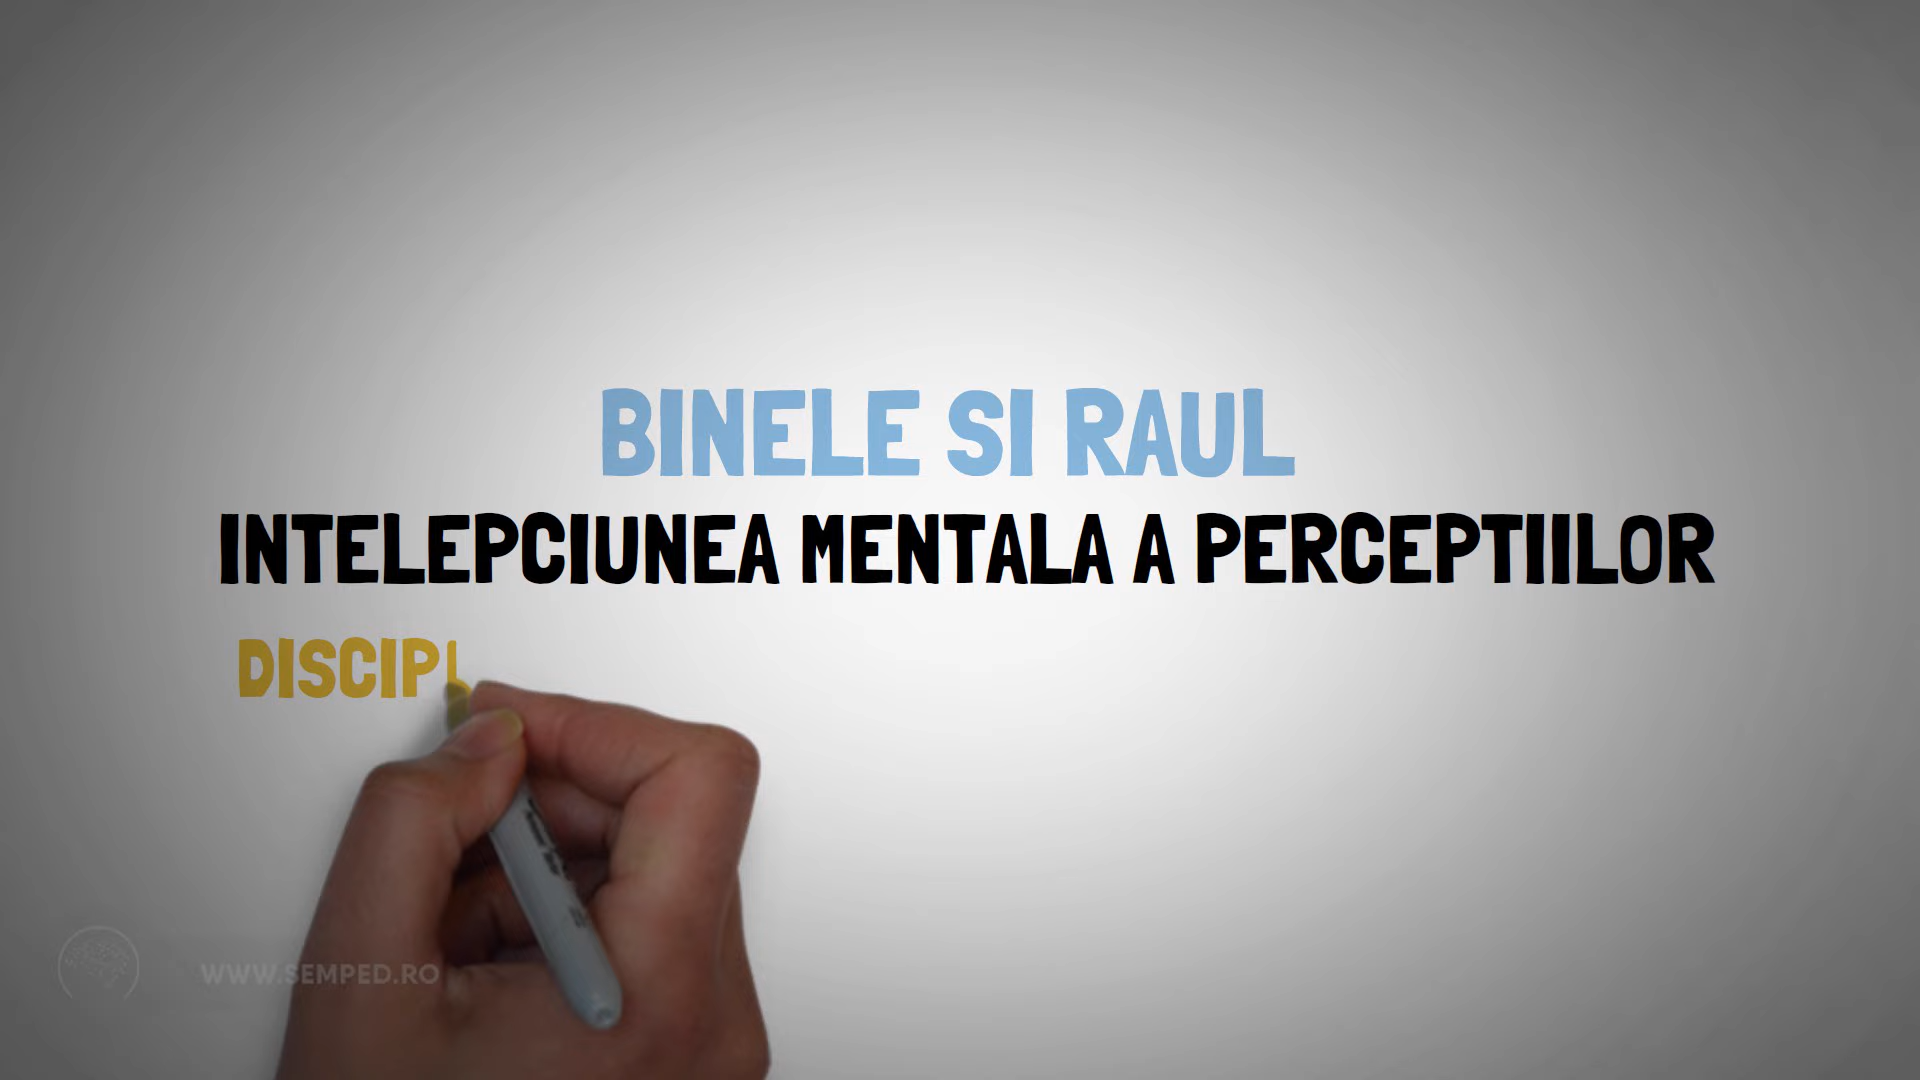 BINELE SI RAUL
INTELEPCIUNEA MENTALA A PERCEPTIILOR
DISCIPL
WWW.SEMPED.RO